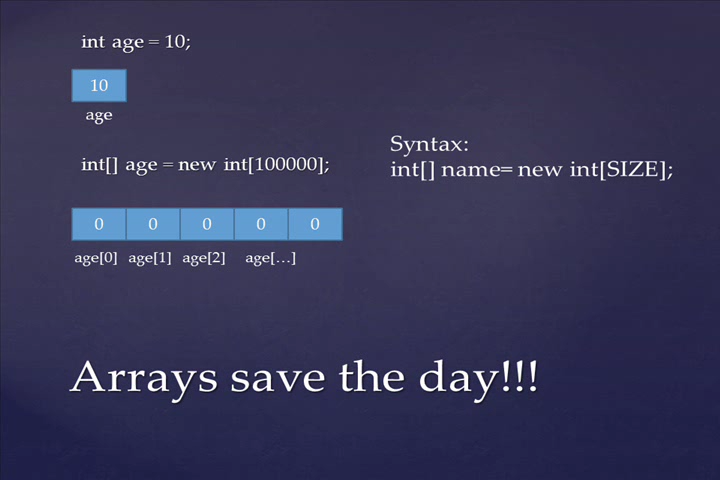 int age = 10;
10
age
int[] age = new int[100000];
Syntax:
int[] name= new int[SIZE];
0 0 0 0 0
age[0] age[1] age[2] age[…]
Arrays save the day!!!